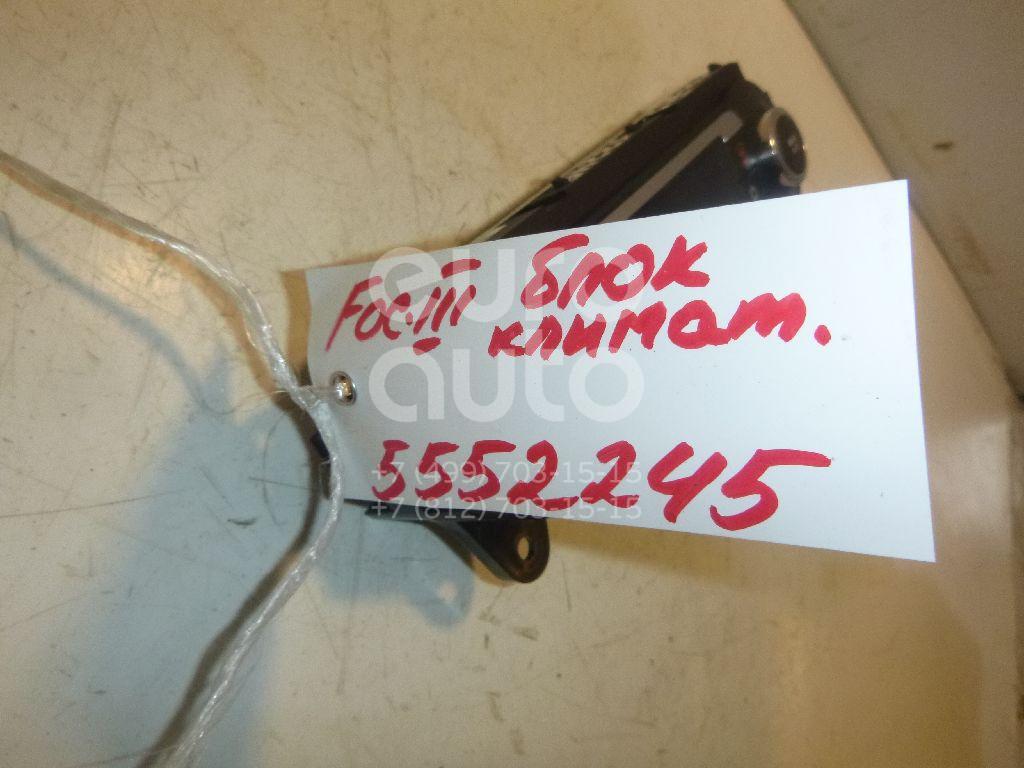 Foc.III блок
климат.
euro
auto
5552245
+7 (499) 703-15-15
+7 (812) 703-15-15